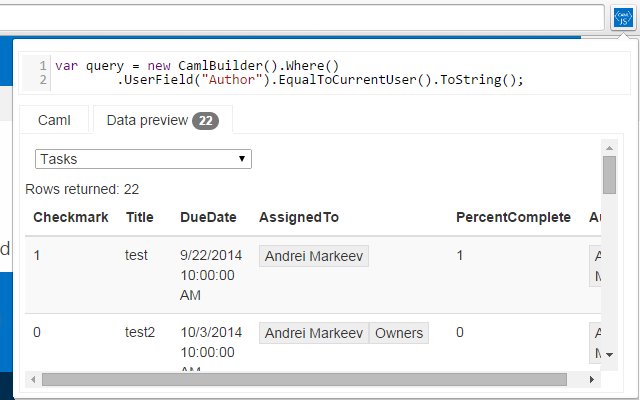 CAML
JS
1 var query = new CamlBuilder().Where()
2 .UserField("Author").EqualToCurrentUser().ToString();
Caml Data preview 22
Tasks
Rows returned: 22
Checkmark Title DueDate AssignedTo PercentComplete
1 test 9/22/2014 Andrei Markeev 1
10:00:00
AM
0 test2 10/3/2014 Andrei Markeev Owners 0
10:00:00
AM